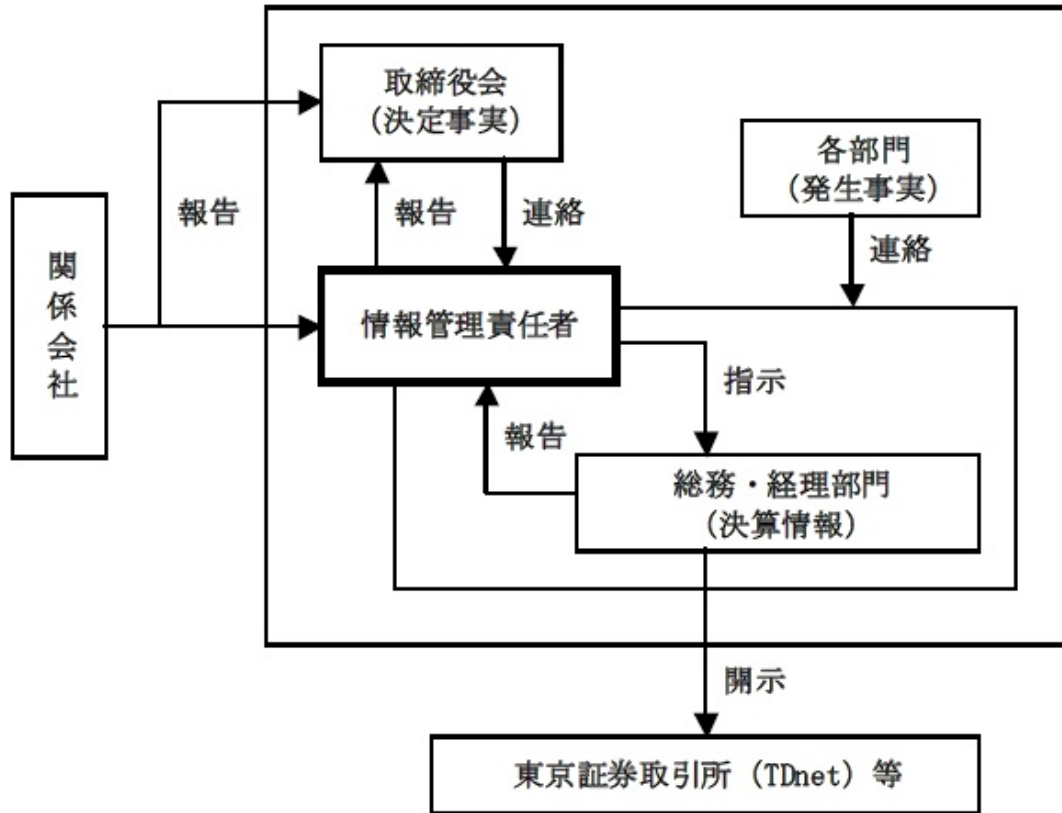 取締役会
(決定事実)
各部門
(発生事実)
報告
報告
連絡
連絡
関係会社
情報管理責任者
指示
報告
総務・経理部門
(決算情報)
開示
東京証券取引所 (TDnet) 等